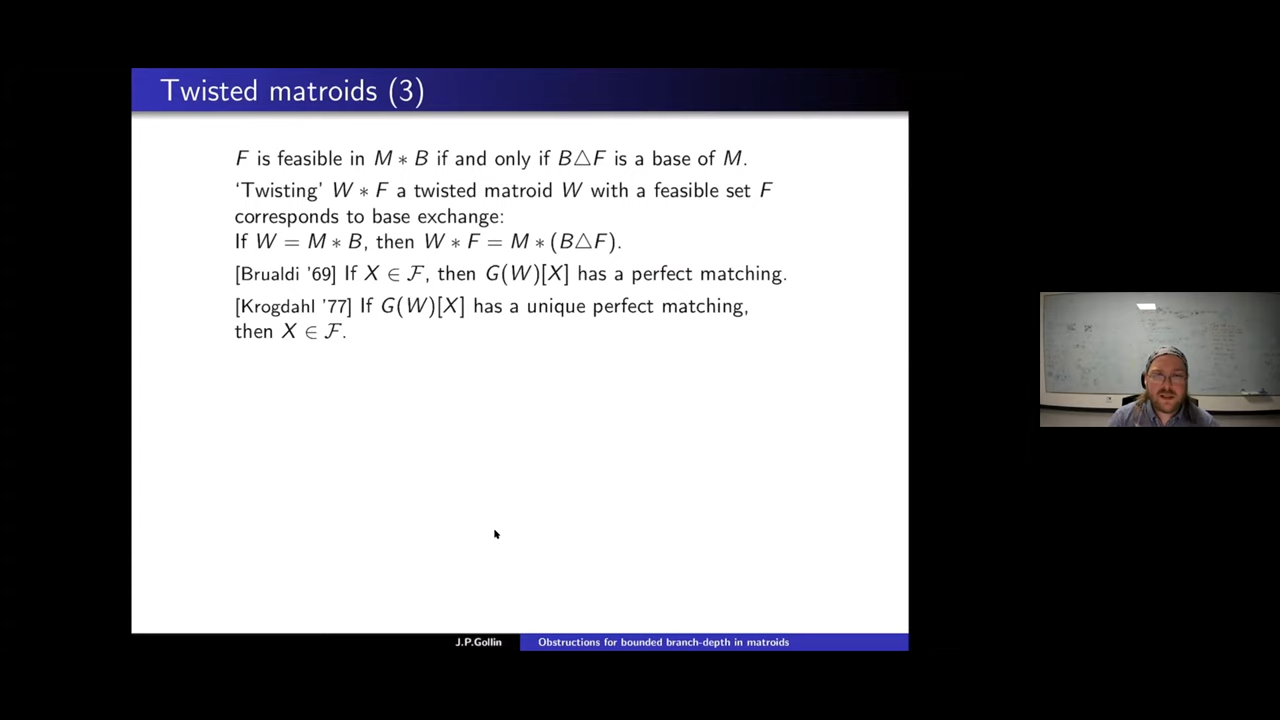 Twisted matroids (3)
F is feasible in M ∗ B if and only if B△F is a base of M.
‘Twisting’ W ∗ F a twisted matroid W with a feasible set F
corresponds to base exchange:
If W = M ∗ B, then W ∗ F = M ∗ (B△F).
[Brualdi ’69] If X ∈ ℱ, then G(W)[X] has a perfect matching.
[Krogdahl ’77] If G(W)[X] has a unique perfect matching,
then X ∈ ℱ.
J.P.Gollin Obstructions for bounded branch-depth in matroids